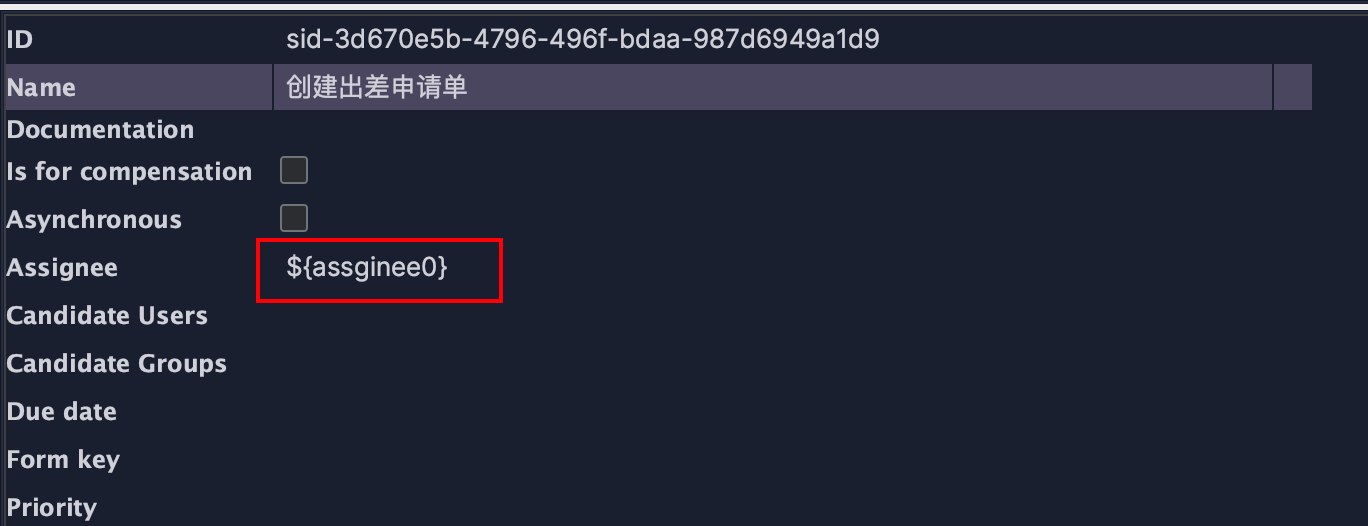 ID sid-3d670e5b-4796-496f-bdaa-987d6949a1d9
Name 创建出差申请单
Documentation
Is for compensation
Asynchronous
Assignee ${assginee0}
Candidate Users
Candidate Groups
Due date
Form key
Priority